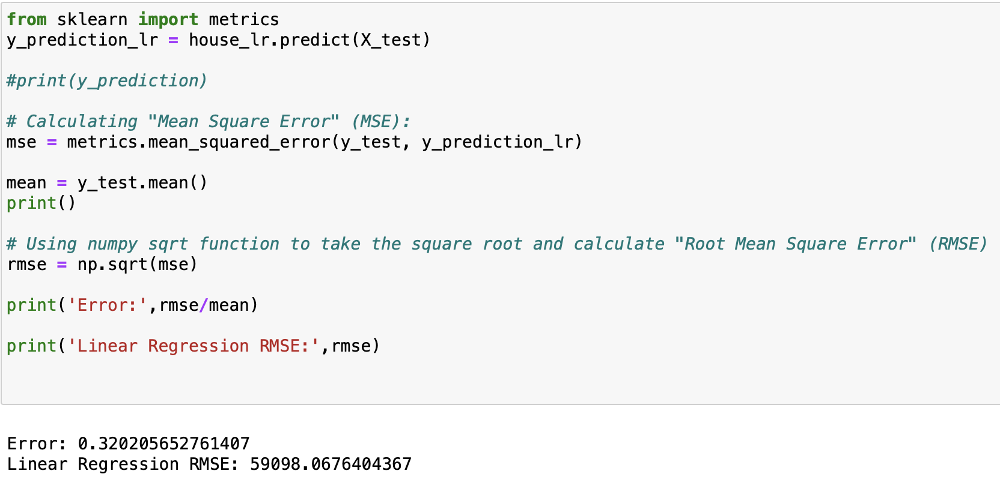 from sklearn import metrics
y_prediction_lr = house_lr.predict(X_test)
#print(y_prediction)
# Calculating "Mean Square Error" (MSE):
mse = metrics.mean_squared_error(y_test, y_prediction_lr)
mean = y_test.mean()
print()
# Using numpy sqrt function to take the square root and calculate "Root Mean Square Error" (RMSE)
rmse = np.sqrt(mse)
print('Error:',rmse/mean)
print('Linear Regression RMSE:',rmse)
Error: 0.320205652761407
Linear Regression RMSE: 59098.0676404367